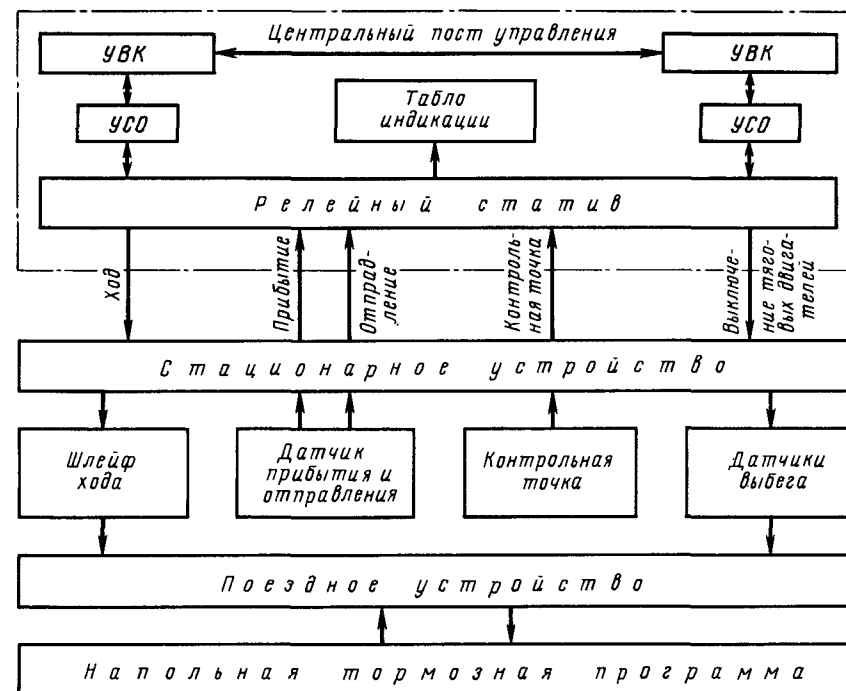 Центральный пост управления
УВК
УВК
УСО
Табло
индикации
УСО
Релейный статив
Ход
Прибытие
Отправ-
ление
Контроль-
ная точка
Выключе-
ние тяго-
вых двига-
телей
Стационарное устройство
Шлейф
хода
Датчик
прибытия и
отправления
Контрольная
точка
Датчики
выбега
Поездное устройство
Напольная тормозная программа